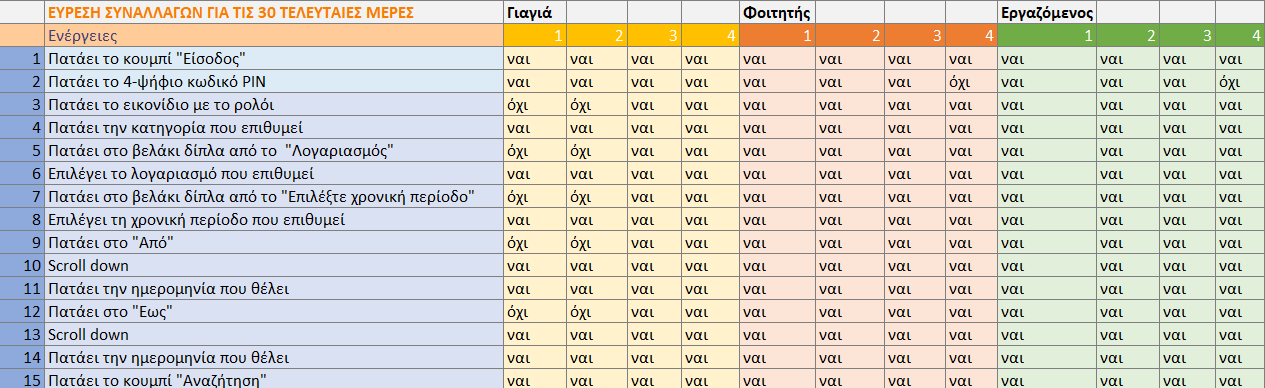 ΕΥΡΕΣΗ ΣΥΝΑΛΛΑΓΩΝ ΓΙΑ ΤΙΣ 30 ΤΕΛΕΥΤΑΙΕΣ ΜΕΡΕΣ Γιαγιά Φοιτητής Εργαζόμενος
Ενέργειες 1 2 3 4 1 2 3 4 1 2 3 4
1 Πατάει το κουμπί "Είσοδος" ναι ναι ναι ναι ναι ναι ναι ναι ναι ναι ναι ναι
2 Πατάει το 4-ψήφιο κωδικό PIN ναι ναι ναι ναι ναι ναι ναι όχι ναι ναι ναι όχι
3 Πατάει το εικονίδιο με το ρολόι όχι όχι ναι ναι ναι ναι ναι ναι ναι ναι ναι ναι
4 Πατάει την κατηγορία που επιθυμεί ναι ναι ναι ναι ναι ναι ναι ναι ναι ναι ναι ναι
5 Πατάει στο βελάκι δίπλα από το "Λογαριασμός" όχι όχι ναι ναι ναι ναι ναι ναι ναι ναι ναι ναι
6 Επιλέγει το λογαριασμό που επιθυμεί ναι ναι ναι ναι ναι ναι ναι ναι ναι ναι ναι ναι
7 Πατάει στο βελάκι δίπλα από το "Επιλέξτε χρονική περίοδο" όχι όχι ναι ναι ναι ναι ναι ναι ναι ναι ναι ναι
8 Επιλέγει τη χρονική περίοδο που επιθυμεί ναι ναι ναι ναι ναι ναι ναι ναι ναι ναι ναι ναι
9 Πατάει στο "Από" όχι όχι ναι ναι ναι ναι ναι ναι ναι ναι ναι ναι
10 Scroll down ναι ναι ναι ναι ναι ναι ναι ναι ναι ναι ναι ναι
11 Πατάει την ημερομηνία που θέλει ναι ναι ναι ναι ναι ναι ναι ναι ναι ναι ναι ναι
12 Πατάει στο "Εως" όχι όχι ναι ναι ναι ναι ναι ναι ναι ναι ναι ναι
13 Scroll down ναι ναι ναι ναι ναι ναι ναι ναι ναι ναι ναι ναι
14 Πατάει την ημερομηνία που θέλει ναι ναι ναι ναι ναι ναι ναι ναι ναι ναι ναι ναι
15 Πατάει το κουμπί "Αναζήτηση" ναι ναι ναι ναι ναι ναι ναι ναι ναι ναι ναι ναι